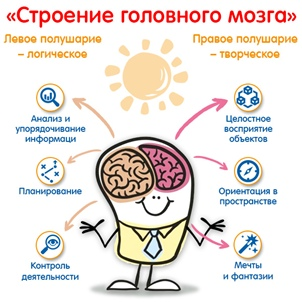 «Строение головного мозга»
Левое полушарие
– логическое
Правое полушарие
– творческое
Анализ и
упорядочивание
информаци
Целостное
восприятие
объектов
Планирование
Ориентация в
пространстве
Контроль
деятельности
Мечты
и фантазии